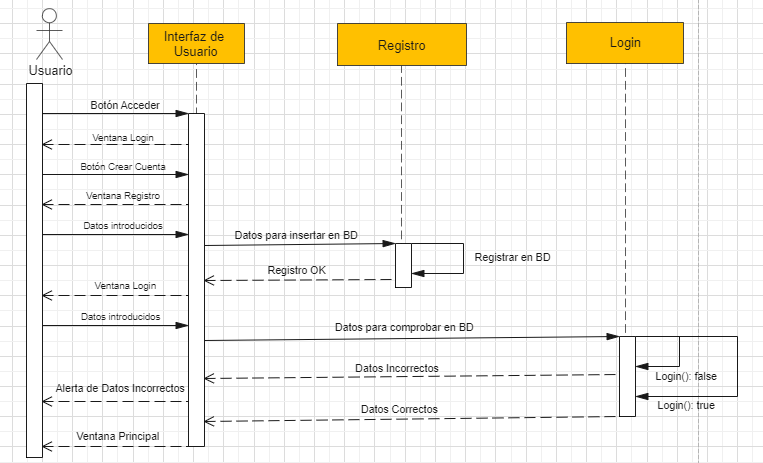 Usuario
Interfaz de
Usuario
Registro
Login
Botón Acceder
Ventana Login
Botón Crear Cuenta
Ventana Registro
Datos introducidos
Datos para insertar en BD
Registrar en BD
Registro OK
Ventana Login
Datos introducidos
Datos para comprobar en BD
Datos Incorrectos
Login(): false
Alerta de Datos Incorrectos
Login(): true
Datos Correctos
Ventana Principal